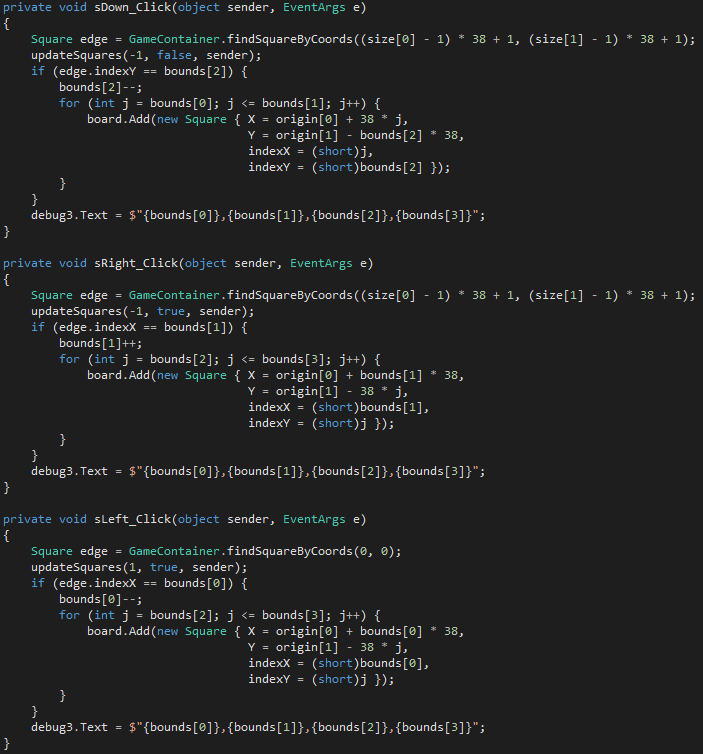 private void sDown_Click(object sender, EventArgs e)
{
    Square edge = GameContainer.findSquareByCoords((size[0] - 1) * 38 + 1, (size[1] - 1) * 38 + 1);
    updateSquares(-1, false, sender);
    if (edge.indexY == bounds[2]) {
        bounds[2]--;
        for (int j = bounds[0]; j <= bounds[1]; j++) {
            board.Add(new Square { X = origin[0] + 38 * j,
                                   Y = origin[1] - bounds[2] * 38,
                                   indexX = (short)j,
                                   indexY = (short)bounds[2] });
        }
    }
    debug3.Text = $"{bounds[0]},{bounds[1]},{bounds[2]},{bounds[3]}";
}

private void sRight_Click(object sender, EventArgs e)
{
    Square edge = GameContainer.findSquareByCoords((size[0] - 1) * 38 + 1, (size[1] - 1) * 38 + 1);
    updateSquares(-1, true, sender);
    if (edge.indexX == bounds[1]) {
        bounds[1]++;
        for (int j = bounds[2]; j <= bounds[3]; j++) {
            board.Add(new Square { X = origin[0] + bounds[1] * 38,
                                   Y = origin[1] - 38 * j,
                                   indexX = (short)bounds[1],
                                   indexY = (short)j });
        }
    }
    debug3.Text = $"{bounds[0]},{bounds[1]},{bounds[2]},{bounds[3]}";
}

private void sLeft_Click(object sender, EventArgs e)
{
    Square edge = GameContainer.findSquareByCoords(0, 0);
    updateSquares(1, true, sender);
    if (edge.indexX == bounds[0]) {
        bounds[0]--;
        for (int j = bounds[2]; j <= bounds[3]; j++) {
            board.Add(new Square { X = origin[0] + bounds[0] * 38,
                                   Y = origin[1] - 38 * j,
                                   indexX = (short)bounds[0],
                                   indexY = (short)j });
        }
    }
    debug3.Text = $"{bounds[0]},{bounds[1]},{bounds[2]},{bounds[3]}";
}